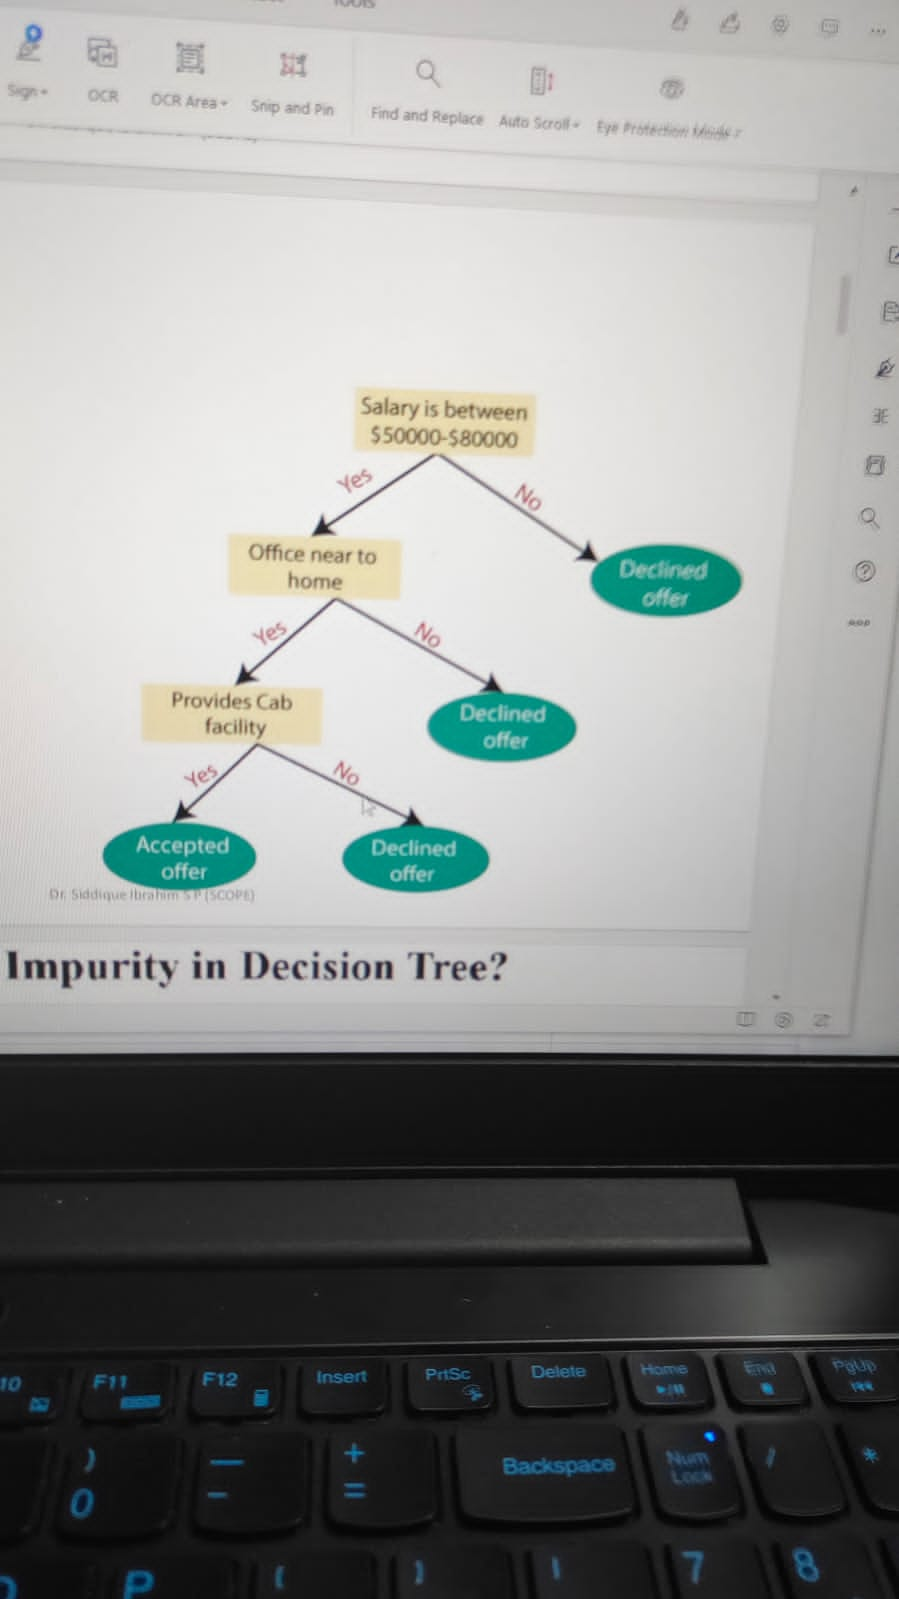 Tools
Sign
OCR
OCR Area
Snip and Pin
Find and Replace
Auto Scroll
Eye Protection Mode
Salary is between
$50000-$80000
Yes
No
Office near to
home
Declined
offer
Yes
No
Provides Cab
facility
Declined
offer
Yes
No
Accepted
offer
Declined
offer
Dr. Siddique Ibrahim S P (SCOPE)
Impurity in Decision Tree?
10
F11
F12
Insert
PrtSc
Delete
Home
End
PgUp
)
0
—
-
+
=
Backspace
Num
Lock
/
*
P
7
8